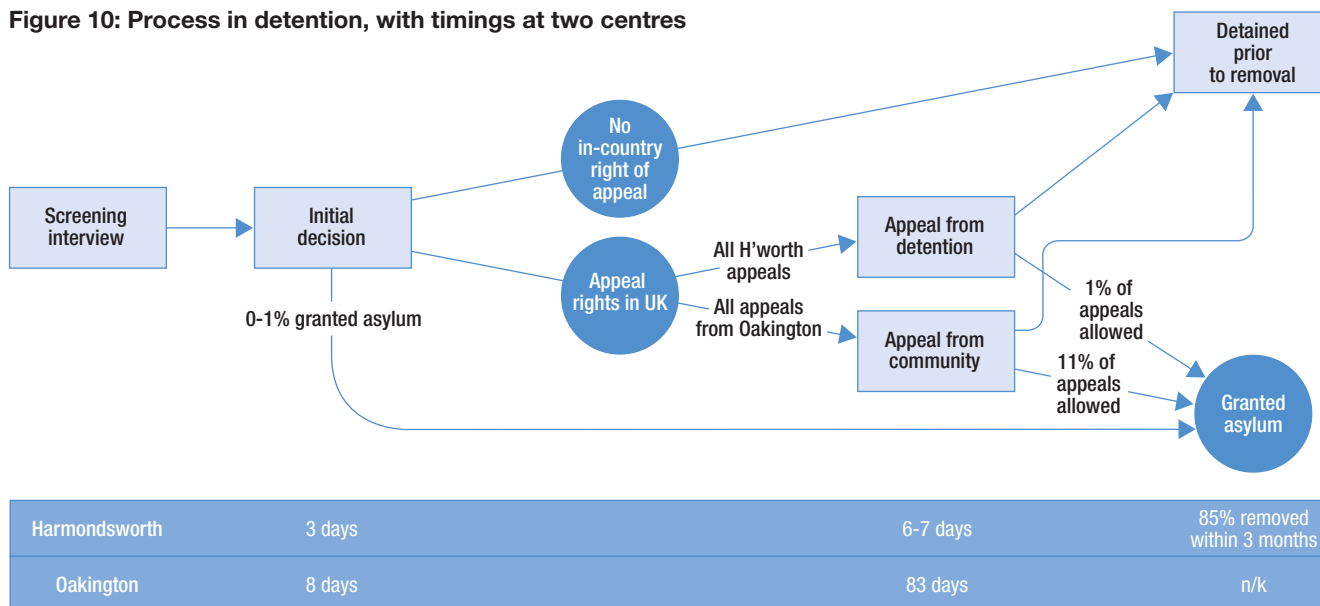 Figure 10: Process in detention, with timings at two centres
Detained
prior
to removal
No
in-country
right of
appeal
Screening
interview
Initial
decision
Appeal
rights in UK
All H'worth
appeals
All appeals
from Oakington
Appeal from
detention
Appeal from
community
0-1% granted asylum
1% of
appeals
allowed
11% of
appeals
allowed
Granted
asylum
Harmondsworth 3 days 6-7 days 85% removed
within 3 months
Oakington 8 days 83 days n/k